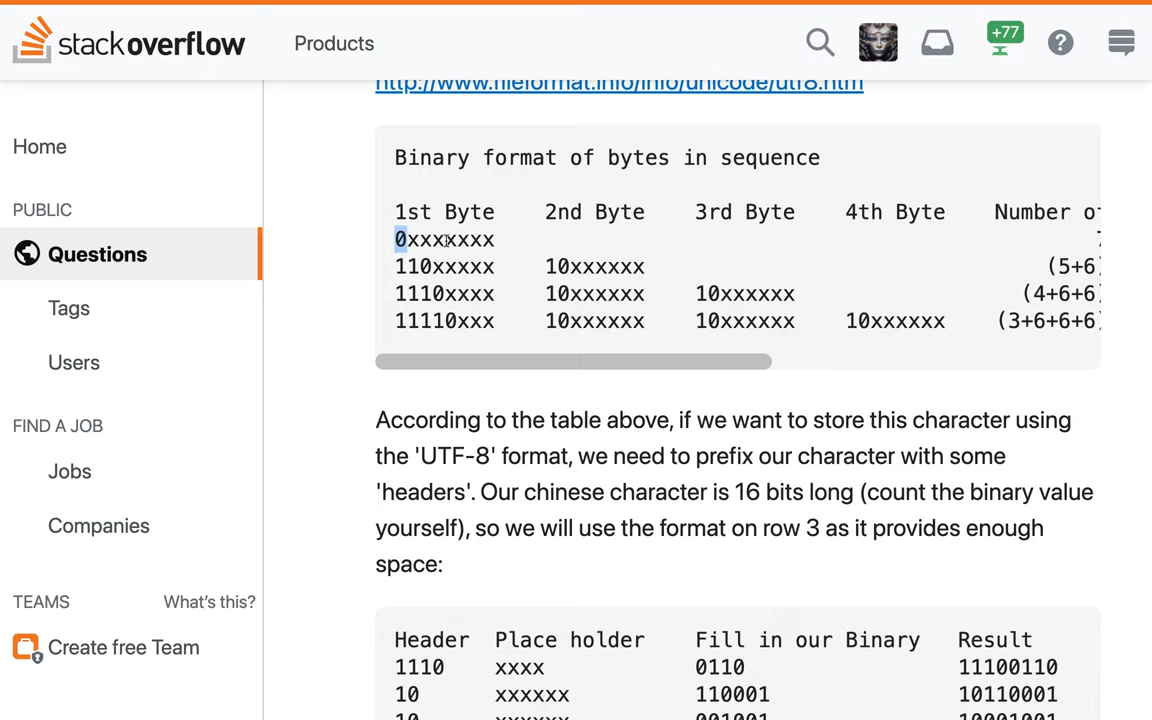 stackoverflow Products +77
http://www.fileformat.info/info/unicode/utf8.htm
Home
PUBLIC
Questions
Tags
Users
FIND A JOB
Jobs
Companies
TEAMS What's this?
Create free Team
Binary format of bytes in sequence
1st Byte 2nd Byte 3rd Byte 4th Byte Number of
0xxxxxxx 7
110xxxxx 10xxxxxx (5+6)
1110xxxx 10xxxxxx 10xxxxxx (4+6+6)
11110xxx 10xxxxxx 10xxxxxx 10xxxxxx (3+6+6+6)
According to the table above, if we want to store this character using
the 'UTF-8' format, we need to prefix our character with some
'headers'. Our chinese character is 16 bits long (count the binary value
yourself), so we will use the format on row 3 as it provides enough
space:
Header Place holder Fill in our Binary Result
1110 xxxx 0110 11100110
10 xxxxxx 110001 10110001
10 xxxxxx 001001 10001001